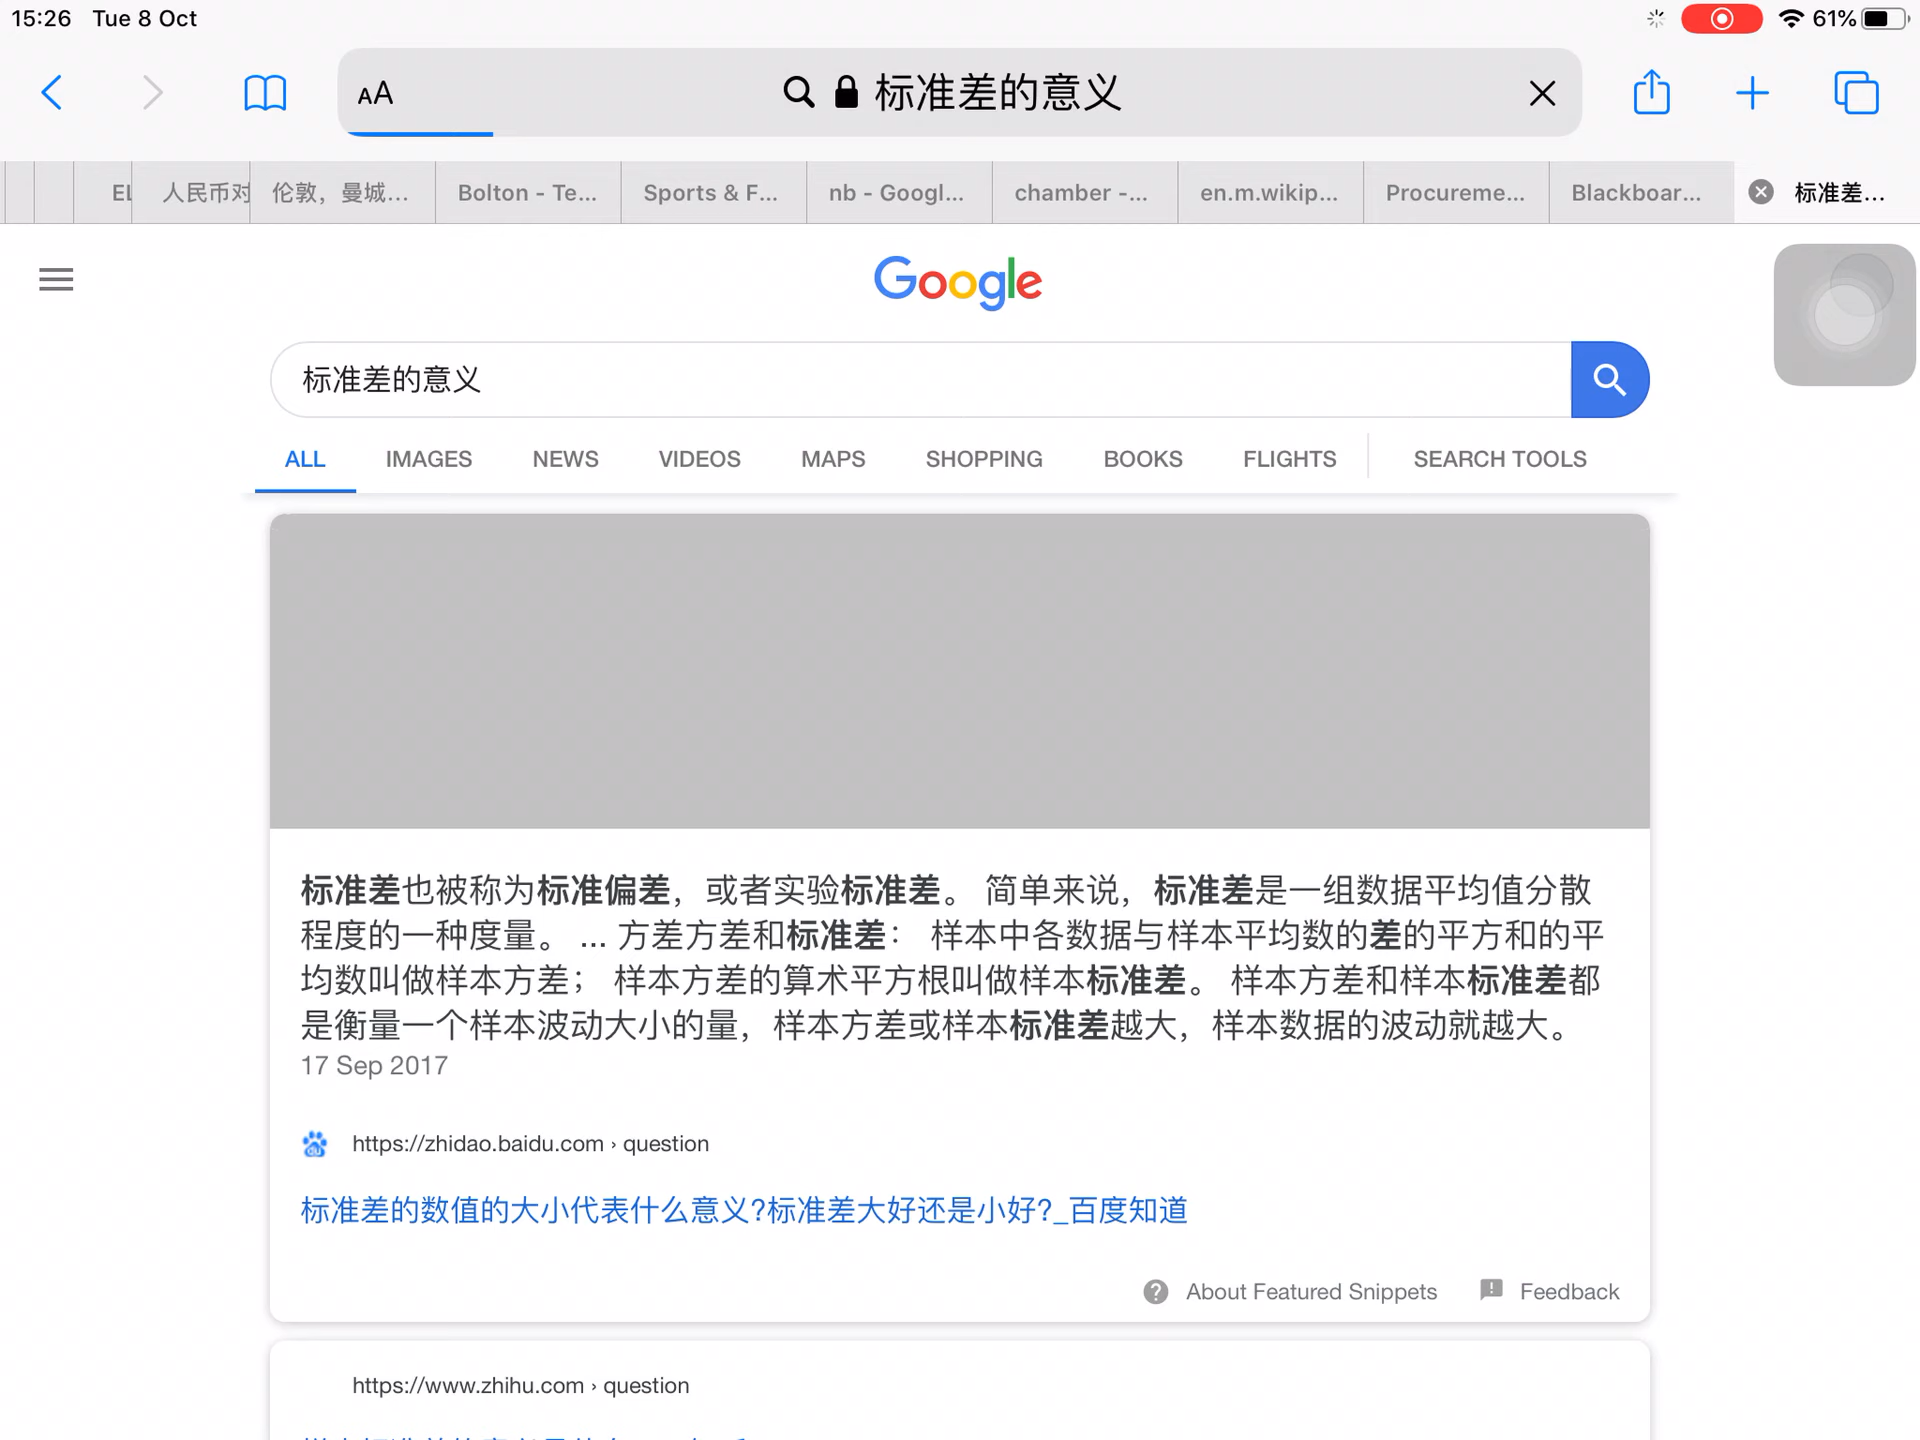 15:26 Tue 8 Oct
61%
AA 标准差的意义
EL 人民币对 伦敦，曼城... Bolton - Te... Sports & F... nb - Googl... chamber -... en.m.wikip... Procureme... Blackboar... 标准差...
Google
标准差的意义
ALL IMAGES NEWS VIDEOS MAPS SHOPPING BOOKS FLIGHTS SEARCH TOOLS
标准差也被称为标准偏差，或者实验标准差。 简单来说，标准差是一组数据平均值分散
程度的一种度量。 ... 方差方差和标准差： 样本中各数据与样本平均数的差的平方和的平
均数叫做样本方差； 样本方差的算术平方根叫做样本标准差。 样本方差和样本标准差都
是衡量一个样本波动大小的量，样本方差或样本标准差越大，样本数据的波动就越大。
17 Sep 2017
du https://zhidao.baidu.com › question
标准差的数值的大小代表什么意义?标准差大好还是小好?_百度知道
About Featured Snippets Feedback
https://www.zhihu.com › question